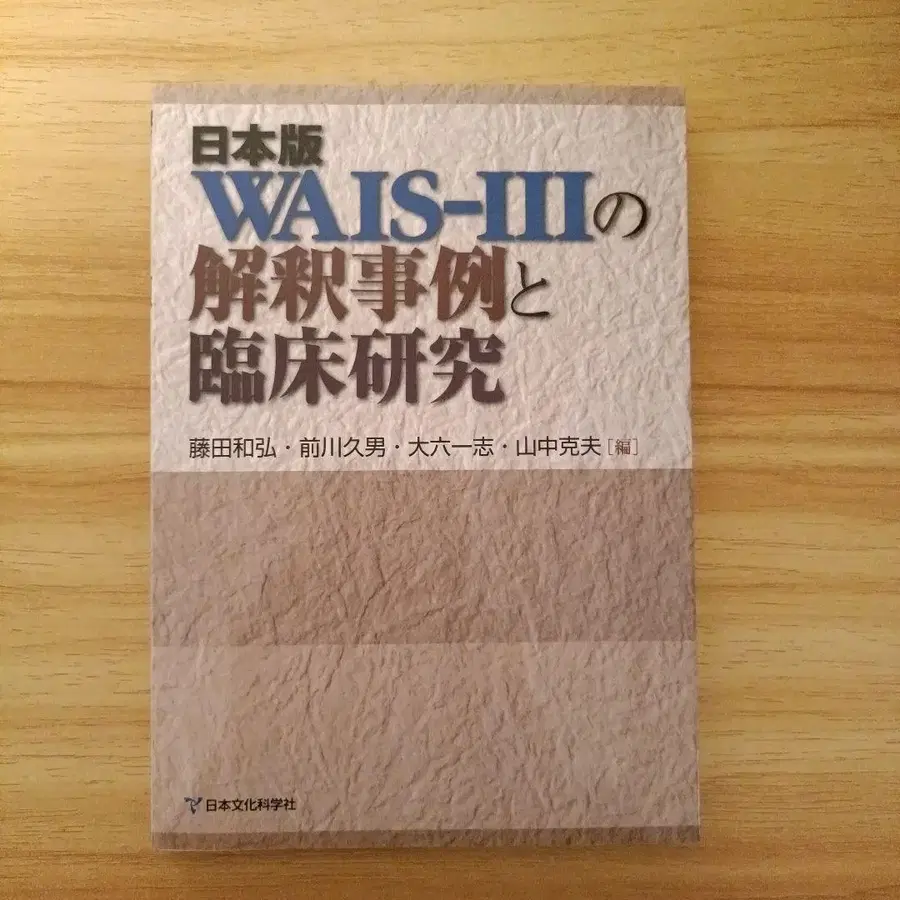 日本版
WAIS-IIIの
解釈事例と
臨床研究
藤田和弘・前川久男・大六一志・山中克夫[編]
日本文化科学社